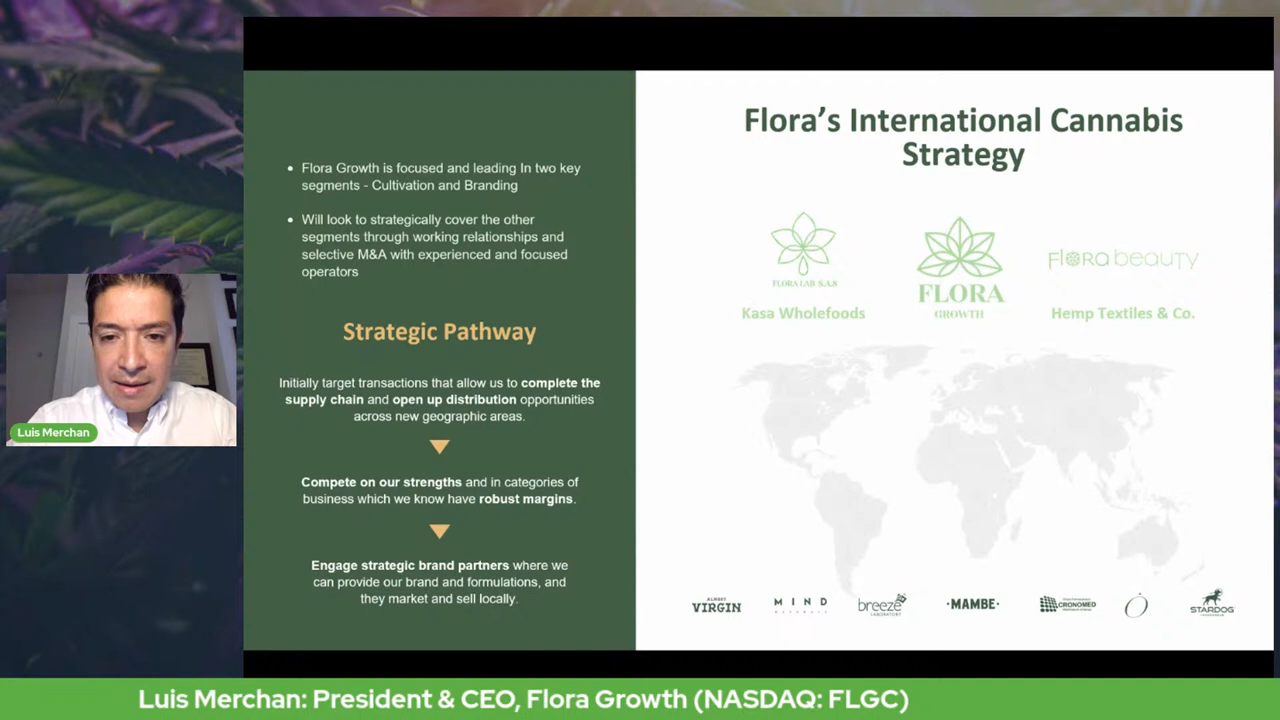 Flora Growth is focused and leading In two key
segments - Cultivation and Branding
Will look to strategically cover the other
segments through working relationships and
selective M&A with experienced and focused
operators
Strategic Pathway
Initially target transactions that allow us to complete the
supply chain and open up distribution opportunities
across new geographic areas.
Compete on our strengths and in categories of
business which we know have robust margins.
Engage strategic brand partners where we
can provide our brand and formulations, and
they market and sell locally.
Flora's International Cannabis
Strategy
FLORA LAB S.A.S
FLORA
GROWTH
Flora beauty
Kasa Wholefoods
Hemp Textiles & Co.
ALMOST
VIRGIN
MIND
breeze
LABORATORY
·MAMBE·
CRONOMED
Ó
STARDOG
Luis Merchan
Luis Merchan: President & CEO, Flora Growth (NASDAQ: FLGC)